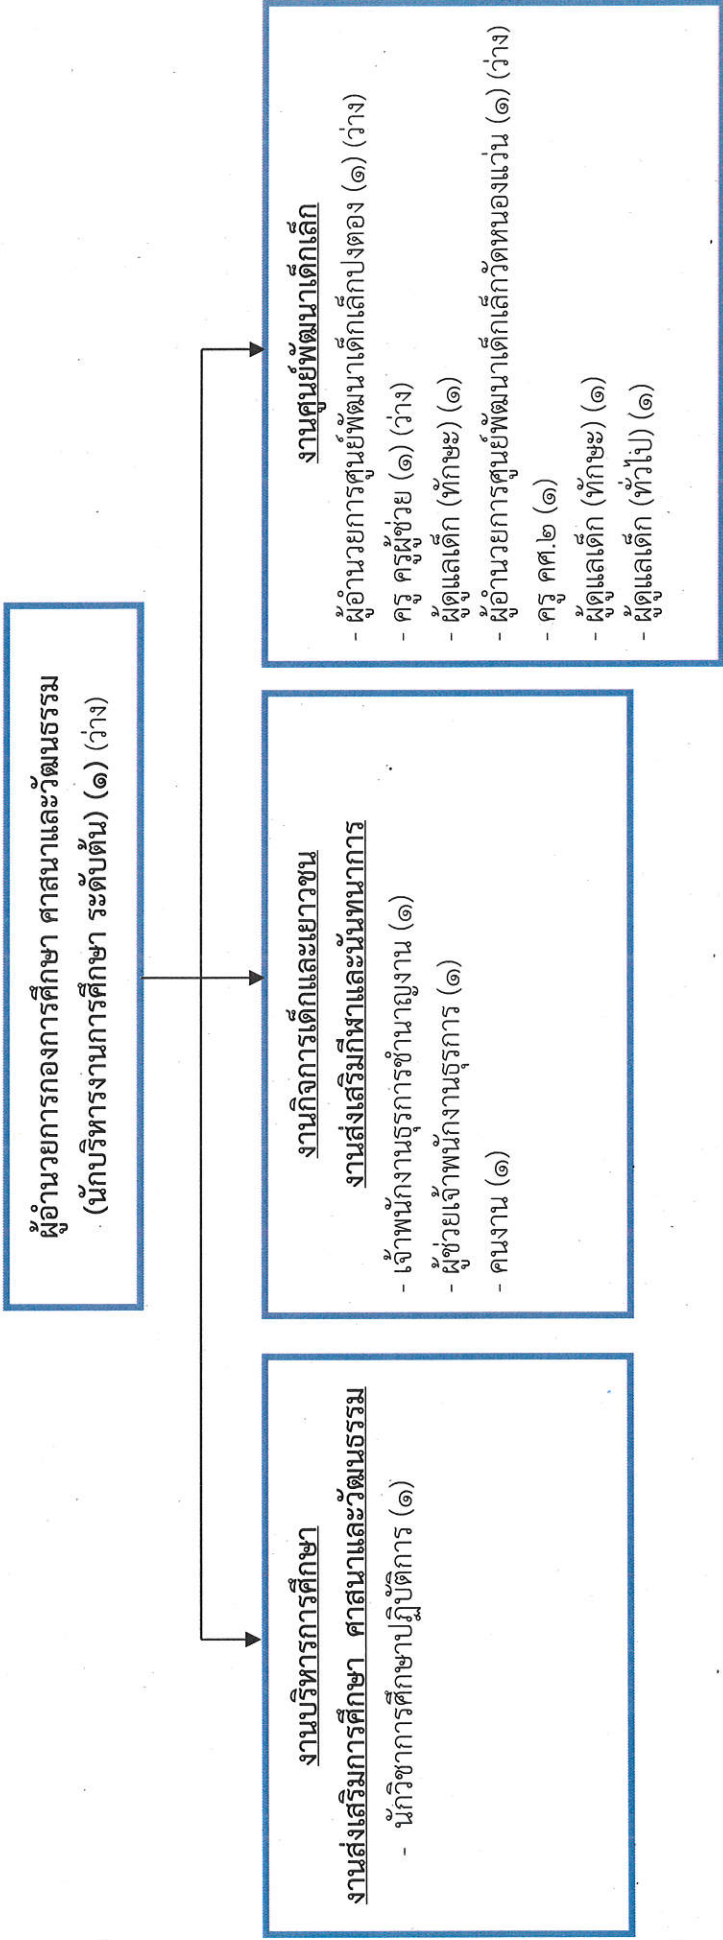 ผู้อำนวยการกองการศึกษา ศาสนาและวัฒนธรรม
(นักบริหารงานการศึกษา ระดับต้น) (๑) (ว่าง)
งานบริหารการศึกษา
งานส่งเสริมการศึกษา ศาสนาและวัฒนธรรม
- นักวิชาการศึกษาปฏิบัติการ (๑)
งานกิจการเด็กและเยาวชน
งานส่งเสริมกีฬาและนันทนาการ
- เจ้าพนักงานธุรการชำนาญงาน (๑)
- ผู้ช่วยเจ้าพนักงานธุรการ (๑)
- คนงาน (๑)
งานศูนย์พัฒนาเด็กเล็ก
- ผู้อำนวยการศูนย์พัฒนาเด็กเล็กปงตอง (๑) (ว่าง)
- ครู ครูผู้ช่วย (๑) (ว่าง)
- ผู้ดูแลเด็ก (ทักษะ) (๑)
- ผู้อำนวยการศูนย์พัฒนาเด็กเล็กวัดหนองแว่น (๑) (ว่าง)
- ครู คศ.๒ (๑)
- ผู้ดูแลเด็ก (ทักษะ) (๑)
- ผู้ดูแลเด็ก (ทั่วไป) (๑)